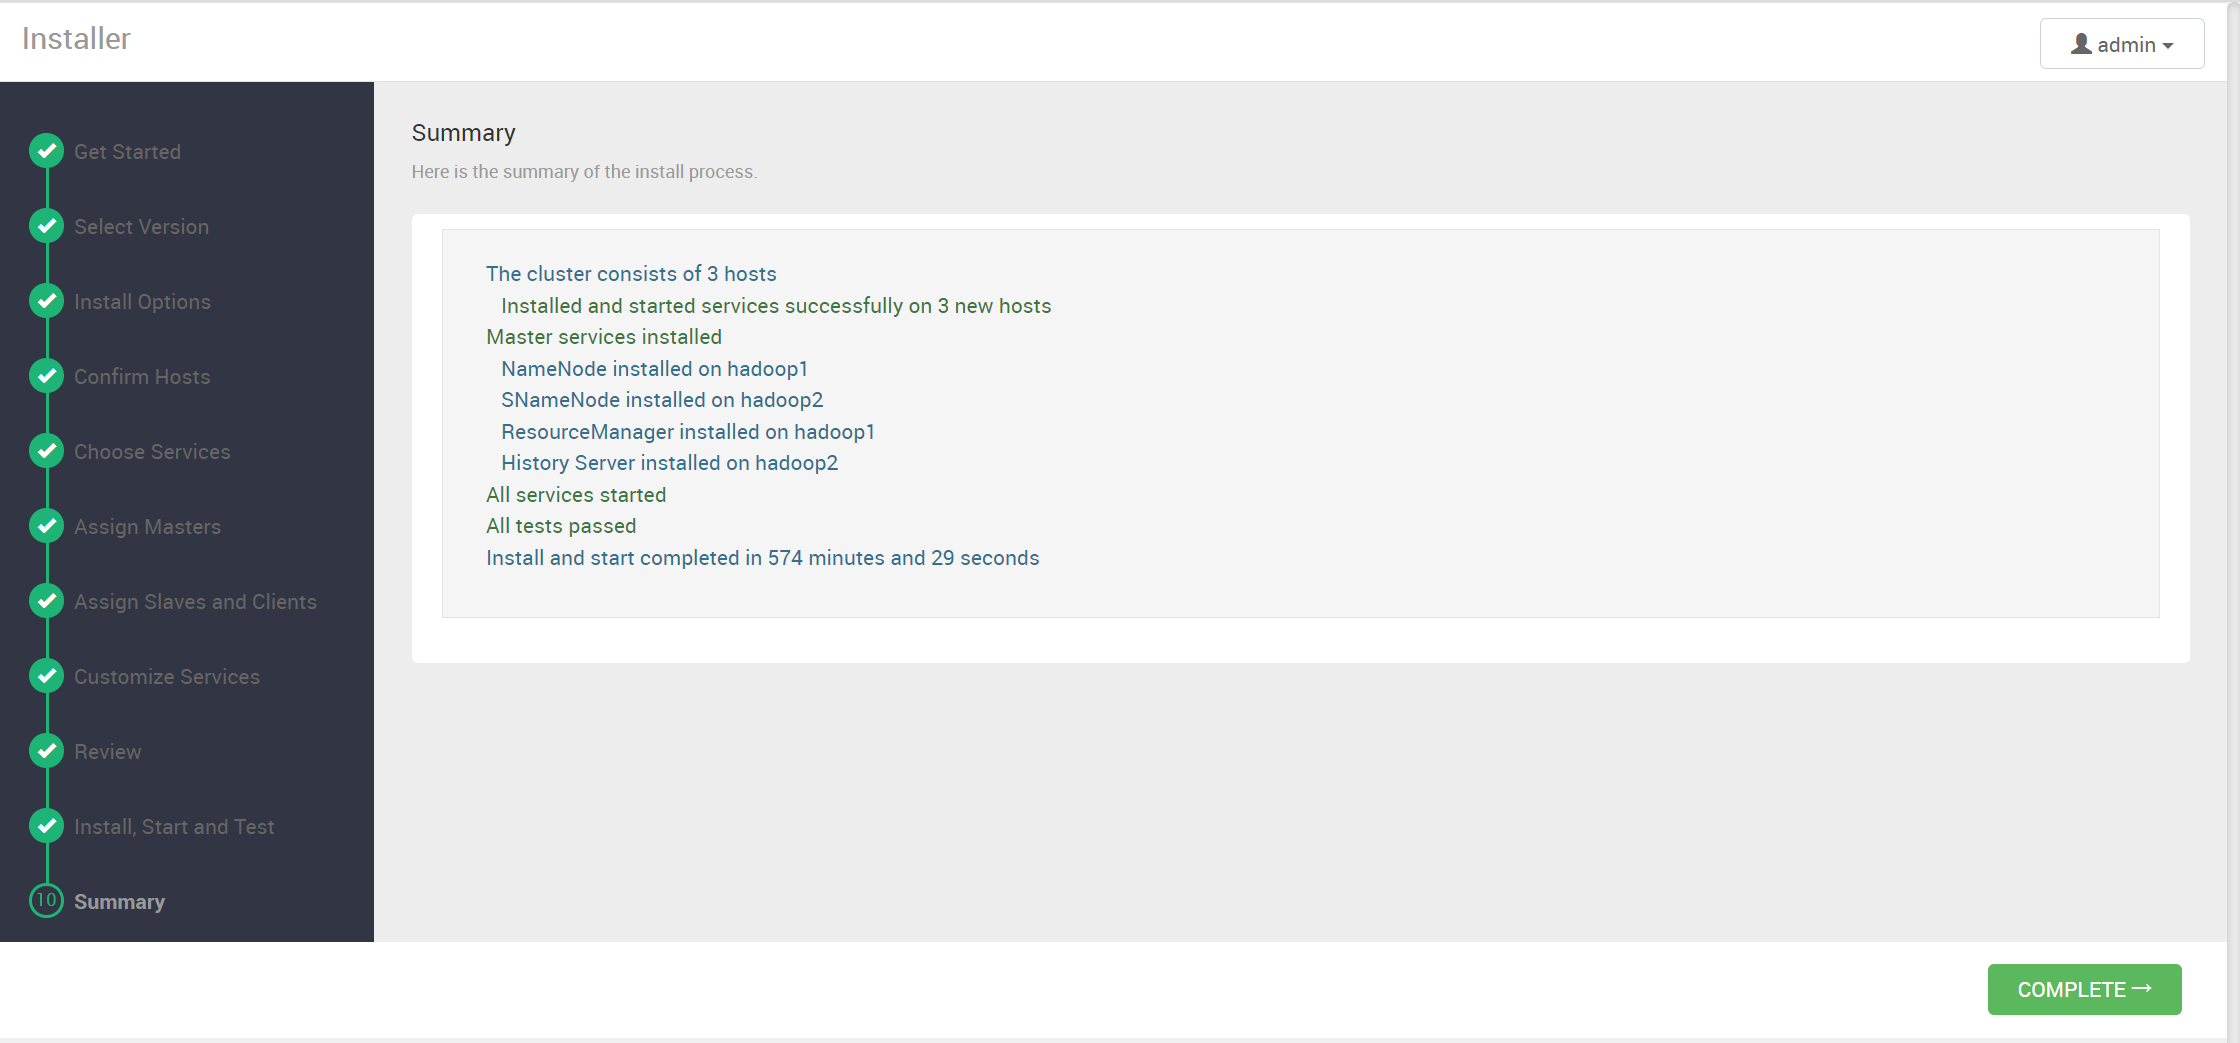 Installer
admin
Get Started
Select Version
Install Options
Confirm Hosts
Choose Services
Assign Masters
Assign Slaves and Clients
Customize Services
Review
Install, Start and Test
10 Summary
Summary
Here is the summary of the install process.
The cluster consists of 3 hosts
Installed and started services successfully on 3 new hosts
Master services installed
NameNode installed on hadoop1
SNameNode installed on hadoop2
ResourceManager installed on hadoop1
History Server installed on hadoop2
All services started
All tests passed
Install and start completed in 574 minutes and 29 seconds
COMPLETE →